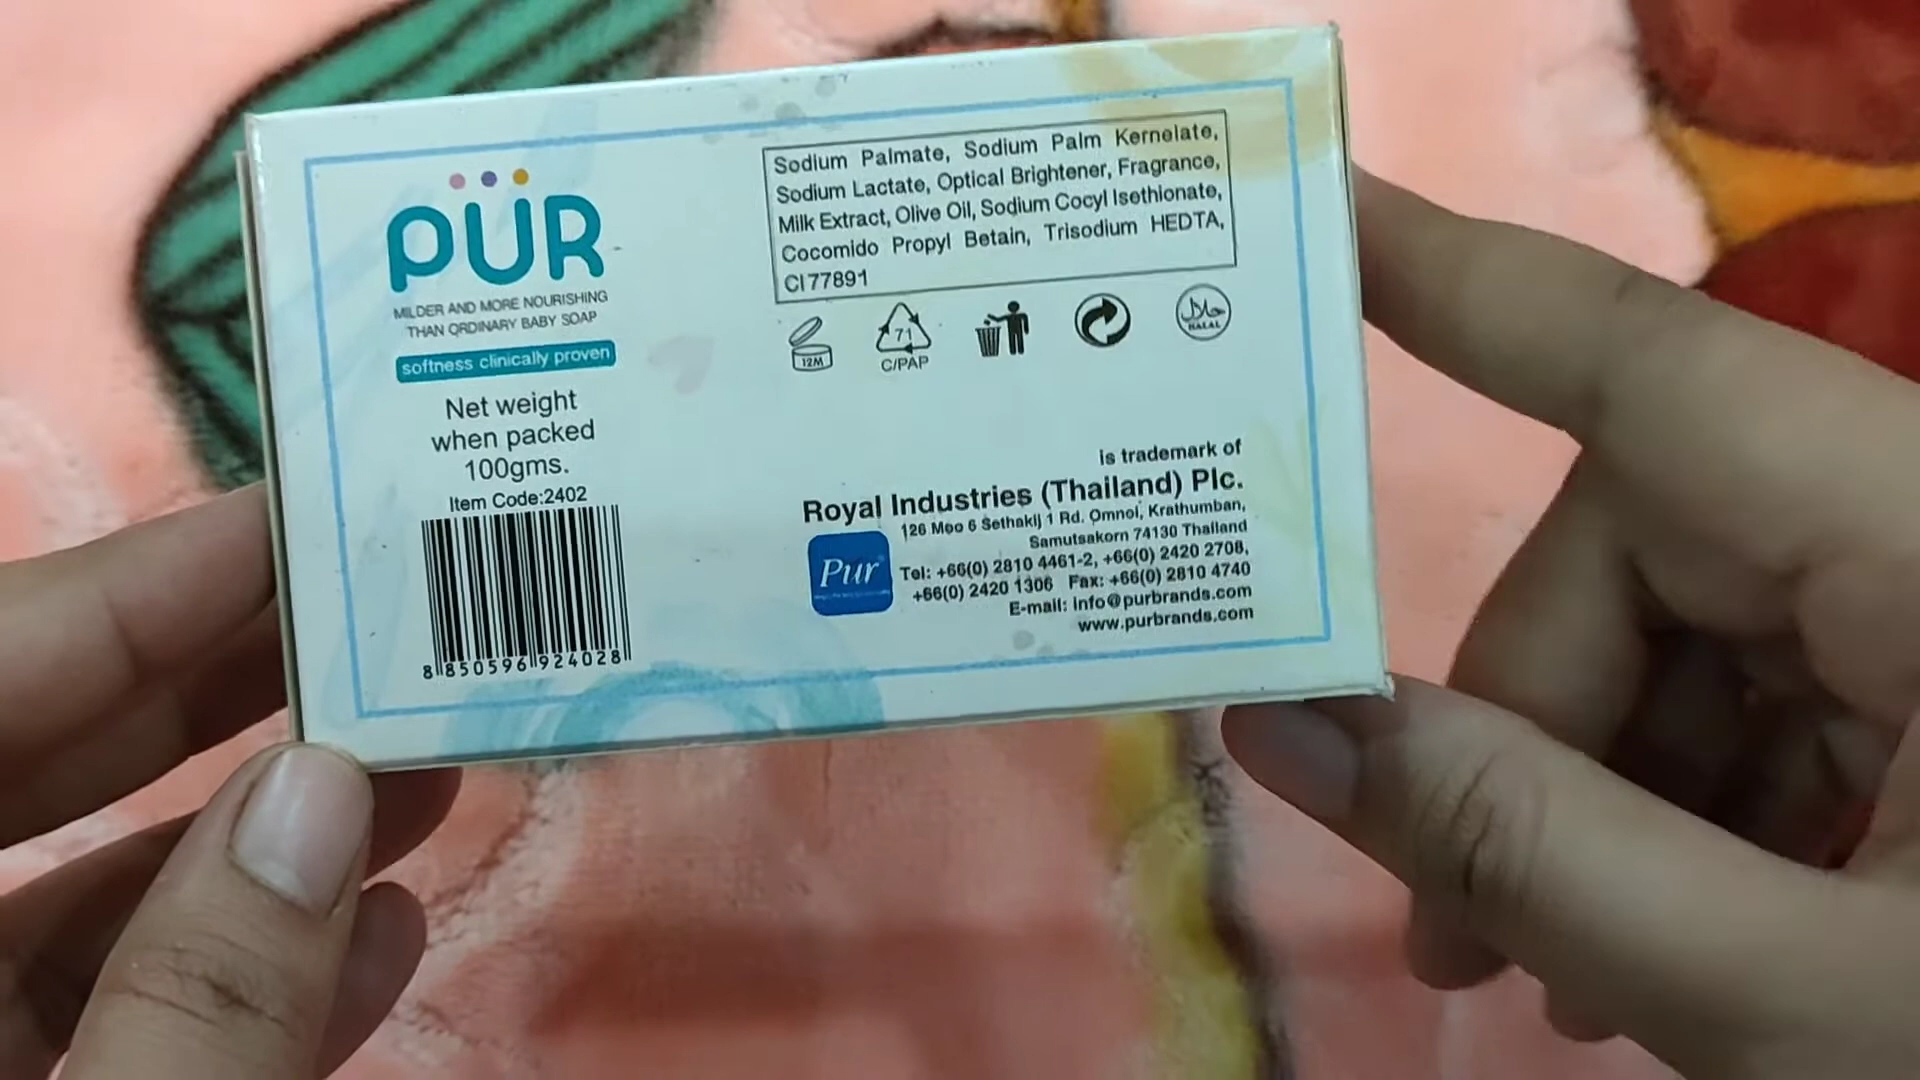 PUR
MILDER AND MORE NOURISHING
THAN ORDINARY BABY SOAP
softness clinically proven
Net weight
when packed
100gms.
Item Code:2402
8 850596 924028
Sodium Palmate, Sodium Palm Kernelate,
Sodium Lactate, Optical Brightener, Fragrance,
Milk Extract, Olive Oil, Sodium Cocyl Isethionate,
Cocomido Propyl Betain, Trisodium HEDTA,
CI 77891
12M
71
C/PAP
حلال
HALAL
is trademark of
Royal Industries (Thailand) Plc.
126 Moo 6 Sethakij 1 Rd. Omnoi, Krathumban,
Samutsakorn 74130 Thailand
Pur
Tel: +66(0) 2810 4461-2, +66(0) 2420 2708,
+66(0) 2420 1306 Fax: +66(0) 2810 4740
E-mail: info@purbrands.com
www.purbrands.com